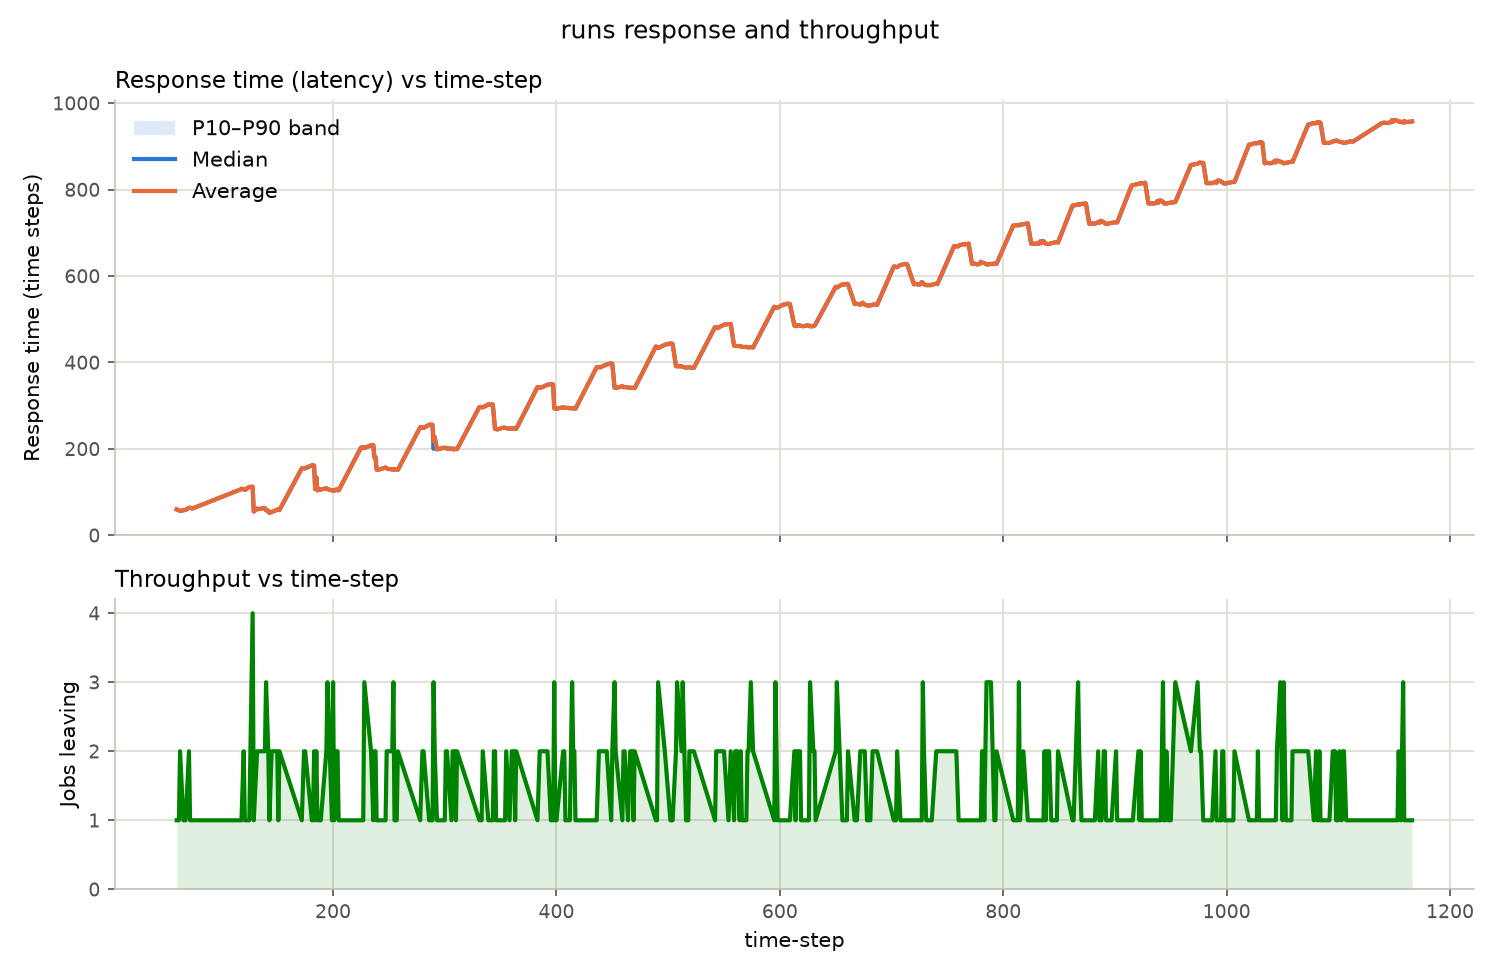 runs response and throughput
Response time (latency) vs time-step
Response time (time steps)
1000
800
600
400
200
0
P10–P90 band
Median
Average
Throughput vs time-step
Jobs leaving
4
3
2
1
0
200 400 600 800 1000 1200
time-step